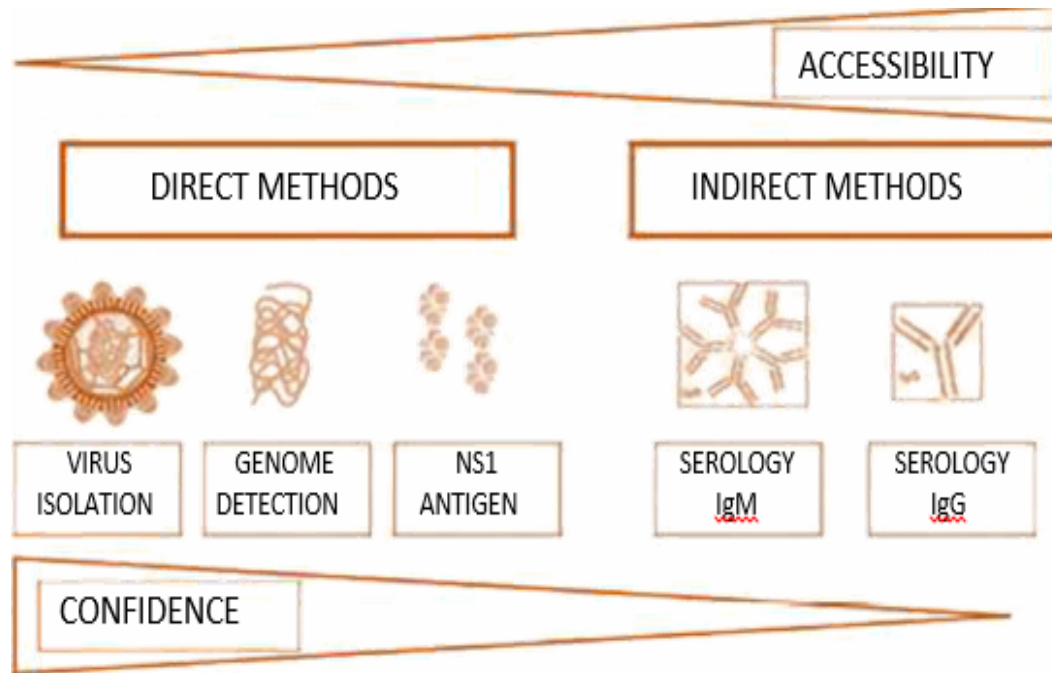 ACCESSIBILITY
DIRECT METHODS
INDIRECT METHODS
VIRUS
ISOLATION
GENOME
DETECTION
NS1
ANTIGEN
SEROLOGY
IgM
SEROLOGY
IgG
CONFIDENCE